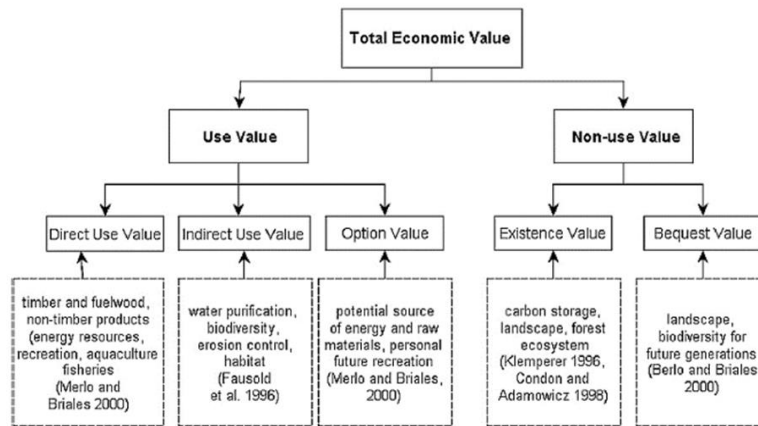 Total Economic Value
Use Value
Non-use Value
Direct Use Value
Indirect Use Value
Option Value
Existence Value
Bequest Value
timber and fuelwood,
non-timber products
(energy resources,
recreation, aquaculture
fisheries
(Merlo and
Briales 2000)
water purification,
biodiversity,
erosion control,
habitat
(Fausold
et al. 1996)
potential source
of energy and raw
materials, personal
future recreation
(Merlo and Briales,
2000)
carbon storage,
landscape, forest
ecosystem
(Klemperer 1996,
Condon and
Adamowicz 1998)
landscape,
biodiversity for
future generations
(Berlo and Briales
2000)